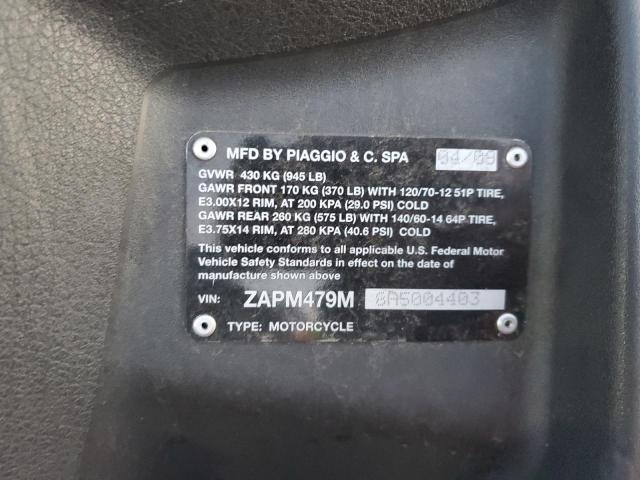 MFD BY PIAGGIO & C. SPA 04/09
GVWR 430 KG (945 LB)
GAWR FRONT 170 KG (370 LB) WITH 120/70-12 51P TIRE,
E3.00X12 RIM, AT 200 KPA (29.0 PSI) COLD
GAWR REAR 260 KG (575 LB) WITH 140/60-14 64P TIRE,
E3.75X14 RIM, AT 280 KPA (40.6 PSI) COLD
This vehicle conforms to all applicable U.S. Federal Motor
Vehicle Safety Standards in effect on the date of
manufacture shown above
VIN: ZAPM479M 8A5004403
TYPE: MOTORCYCLE